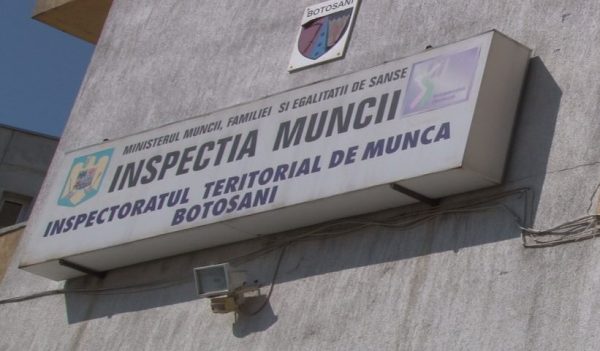 BOTOSANI
MINISTERUL MUNCII, FAMILIEI SI EGALITATII DE SANSE
INSPECTIA MUNCII
INSPECTORATUL TERITORIAL DE MUNCA
BOTOSANI